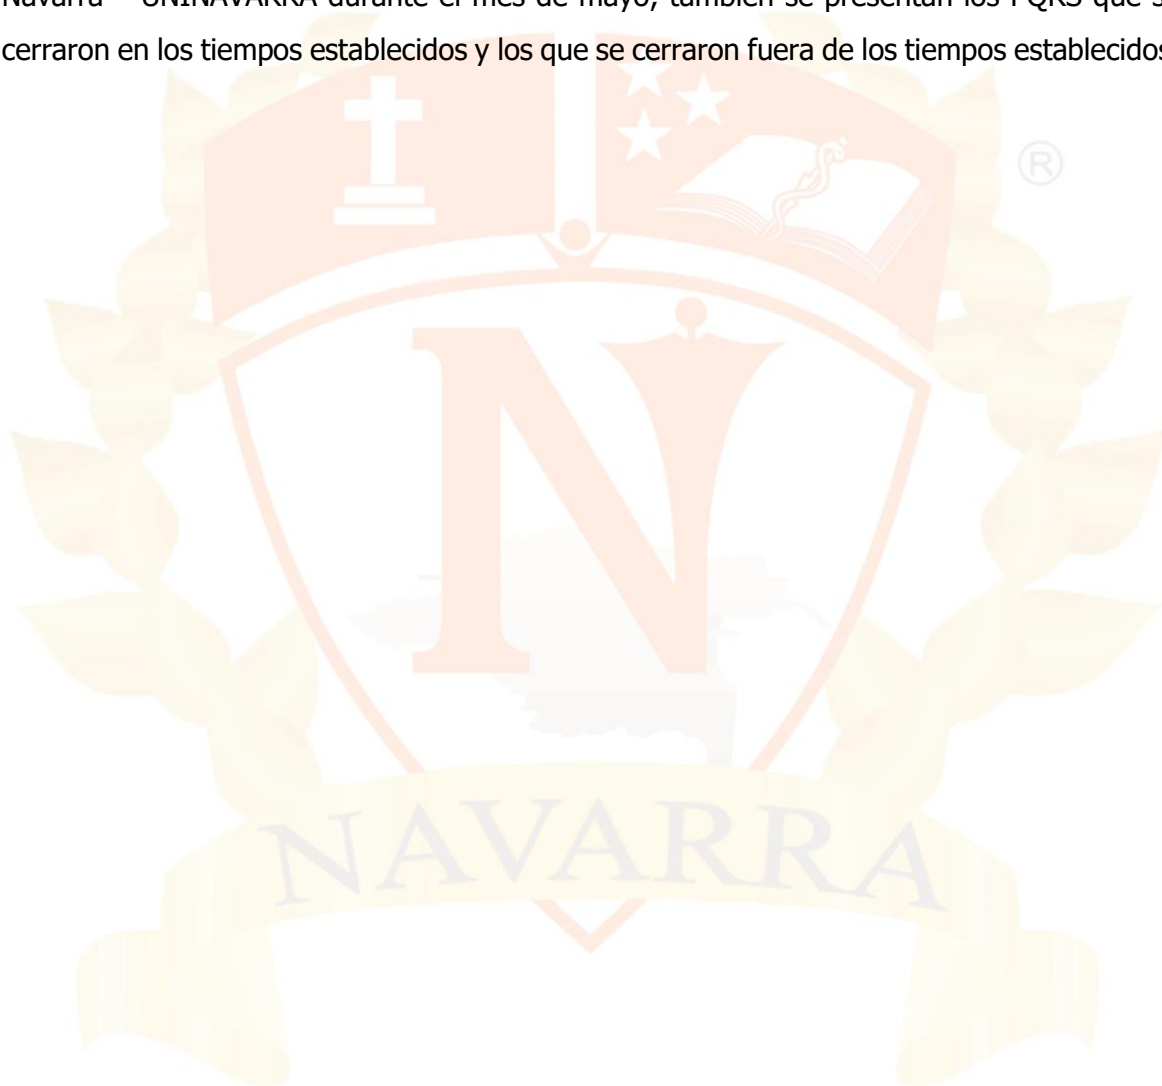 Navarra – UNINAVARRA durante el mes de mayo, también se presentan los PQRS que s
cerraron en los tiempos establecidos y los que se cerraron fuera de los tiempos establecidos
®
N
NAVARRA